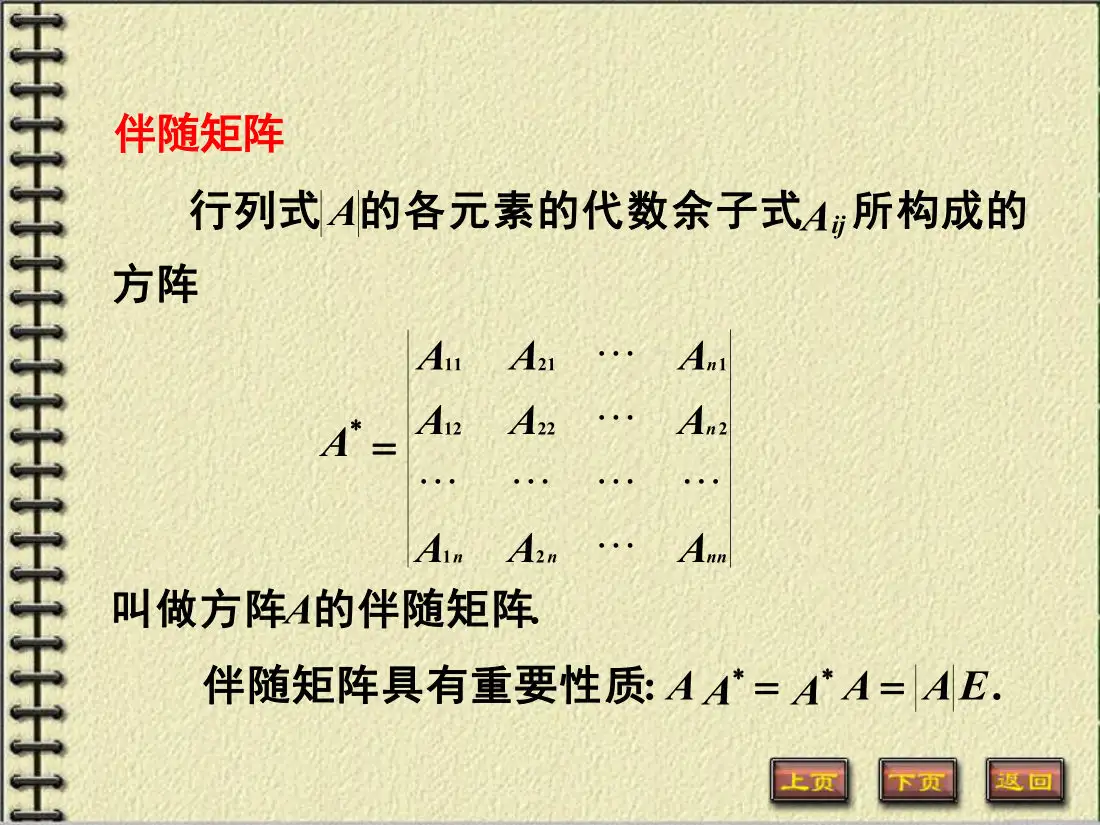 伴随矩阵
行列式|A|的各元素的代数余子式Aij所构成的
方阵
A11 A21 ⋯ An1
A12 A22 ⋯ An2
A* =
⋯ ⋯ ⋯ ⋯
A1n A2n ⋯ Ann
叫做方阵A的伴随矩阵.
伴随矩阵具有重要性质: A A* = A* A = |A| E.
上页 下页 返回